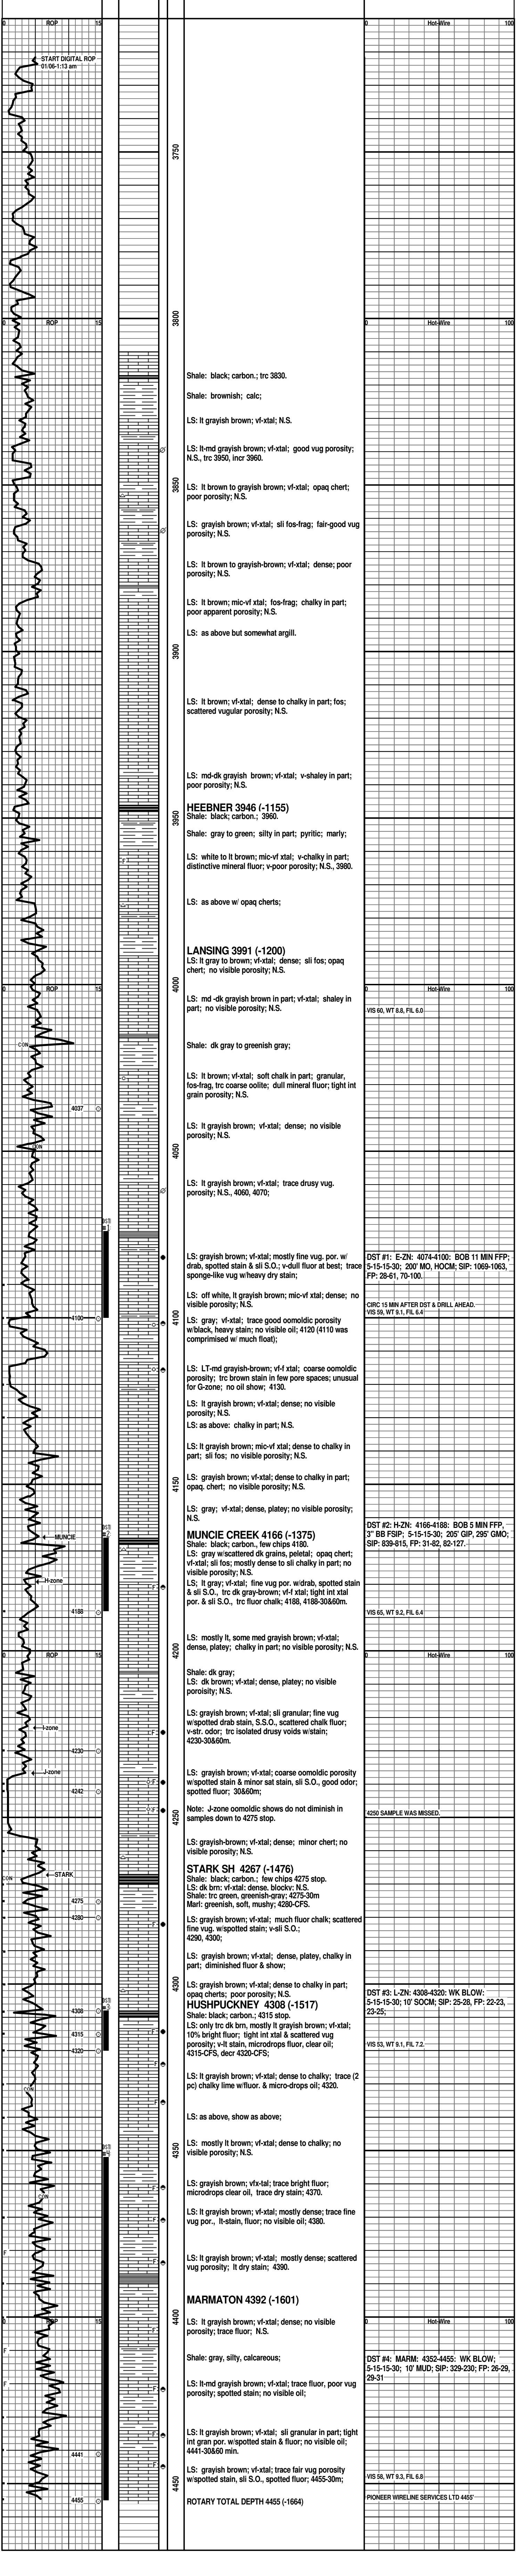 0 ROP 15 0 Hot-Wire 100
START DIGITAL ROP
01/06-1:13 am
3750
0 ROP 15 3800 0 Hot-Wire 100
Shale: black; carbon.; trc 3830.
Shale: brownish; calc;
LS: lt grayish brown; vf-xtal; N.S.
LS: lt-md grayish brown; vf-xtal; good vug porosity;
N.S., trc 3950, incr 3960.
3850
LS: lt brown to grayish brown; vf-xtal; opaq chert;
poor porosity; N.S.
LS: grayish brown; vf-xtal; sli fos-frag; fair-good vug
porosity; N.S.
LS: lt brown to grayish-brown; vf-xtal; dense; poor
porosity; N.S.
LS: lt brown; mic-vf xtal; fos-frag; chalky in part;
poor apparent porosity; N.S.
LS: as above but somewhat argill.
3900
LS: lt brown; vf-xtal; dense to chalky in part; fos;
scattered vugular porosity; N.S.
LS: md-dk grayish brown; vf-xtal; v-shaley in part;
poor porosity; N.S.
HEEBNER 3946 (-1155)
Shale: black; carbon.; 3960.
3950
Shale: gray to green; silty in part; pyritic; marly;
LS: white to lt brown; mic-vf xtal; v-chalky in part;
distinctive mineral fluor; v-poor porosity; N.S., 3980.
LS: as above w/ opaq cherts;
LANSING 3991 (-1200)
LS: lt gray to brown; vf-xtal; dense; sli fos; opaq
chert; no visible porosity; N.S.
0 ROP 15 4000 0 Hot-Wire 100
LS: md -dk grayish brown in part; vf-xtal; shaley in
part; no visible porosity; N.S.
VIS 60, WT 8.8, FIL 6.0
CON
Shale: dk gray to greenish gray;
LS: lt brown; vf-xtal; soft chalk in part; granular,
fos-frag, trc coarse oolite; dull mineral fluor; tight int
grain porosity; N.S.
4037
LS: lt grayish brown; vf-xtal; dense; no visible
porosity; N.S.
CON
4050
LS: lt grayish brown; vf-xtal; trace drusy vug.
porosity; N.S., 4060, 4070;
DST
#1
LS: grayish brown; vf-xtal; mostly fine vug. por. w/
drab, spotted stain & sli S.O.; v-dull fluor at best; trace
sponge-like vug w/heavy dry stain;
DST #1: E-ZN: 4074-4100: BOB 11 MIN FFP;
5-15-15-30; 200' MO, HOCM; SIP: 1069-1063,
FP: 28-61, 70-100.
LS: off white, lt grayish brown; mic-vf xtal; dense; no
visible porosity; N.S.
CIRC 15 MIN AFTER DST & DRILL AHEAD.
VIS 59, WT 9.1, FIL 6.4
4100
4100
LS: gray; vf-xtal; trace good coarse oomoldic porosity
w/black, heavy stain; no visible oil; 4120 (4110 was
comprimised w/ much float);
LS: LT-md grayish-brown; vf-f xtal; coarse oomoldic
porosity; trc brown stain in few pore spaces; unusual
for G-zone; no oil show; 4130.
LS: lt grayish brown; vf-xtal; dense; no visible
porosity; N.S.
LS: as above: chalky in part; N.S.
LS: lt grayish brown; mic-vf xtal; dense to chalky in
part; sli fos; no visible porosity; N.S.
4150
LS: grayish brown; vf-xtal; dense to chalky in part;
opaq. chert; no visible porosity; N.S.
LS: gray; vf-xtal; dense, platey; no visible porosity;
N.S.
DST
#2
MUNCIE
MUNCIE CREEK 4166 (-1375)
Shale: black; carbon., few chips 4180.
LS: gray w/scattered dk grains, peletal; opaq chert;
vf-xtal; sli fos; mostly dense to sli chalky in part; no
visible porosity; N.S.
DST #2: H-ZN: 4166-4188: BOB 5 MIN FFP,
3" BB FSIP; 5-15-15-30; 205' GIP, 295' GMO;
SIP: 839-815, FP: 31-82, 82-127.
H-zone
LS; lt gray; vf-xtal; fine vug por. w/drab, spotted stain
& sli S.O., trc dk gray-brown; vf-f xtal; tight int xtal
por. & sli S.O., trc fluor chalk; 4188, 4188-30&60m.
4188
VIS 65, WT 9.2, FIL 6.4
LS: mostly lt, some med grayish brown; vf-xtal;
dense, platey; chalky in part; no visible porosity; N.S.
0 ROP 15 4200 0 Hot-Wire 100
Shale: dk gray;
LS: dk brown; vf-xtal; dense, platey; no visible
poroisity; N.S.
LS: grayish brown; vf-xtal; sli granular; fine vug
w/spotted drab stain, S.S.O., scattered chalk fluor;
v-str. odor; trc isolated drusy voids w/stain;
4230-30&60m.
I-zone
4230
J-zone
LS: grayish brown; vf-xtal; coarse oomoldic porosity
w/spotted stain & minor sat stain, sli S.O., good odor;
spotted fluor; 30&60m;
4242
Note: J-zone oomoldic shows do not diminish in
samples down to 4275 stop.
4250
4250 SAMPLE WAS MISSED.
LS: grayish-brown; vf-xtal; dense; minor chert; no
visible porosity; N.S.
STARK
CON
STARK SH 4267 (-1476)
Shale: black; carbon.; few chips 4275 stop.
LS: dk brn: vf-xtal: dense. blockv: N.S.
Shale: trc green, greenish-gray; 4275-30m
Marl: greenish, soft, mushy; 4280-CFS.
4275
4280
LS: grayish brown; vf-xtal; much fluor chalk; scattered
fine vug. w/spotted stain; v-sli S.O.;
4290, 4300;
LS: grayish brown; vf-xtal; dense, platey, chalky in
part; diminished fluor & show;
4300
LS: grayish brown; vf-xtal; dense to chalky in part;
opaq cherts; poor porosity; N.S.
DST
#3
HUSHPUCKNEY 4308 (-1517)
Shale: black; carbon.; 4315 stop.
DST #3: L-ZN: 4308-4320: WK BLOW:
5-15-15-30; 10' SOCM; SIP: 25-28, FP: 22-23,
23-25;
4308
LS: only trc dk brn, mostly lt grayish brown; vf-xtal;
10% bright fluor; tight int xtal & scattered vug
porosity; v-lt stain, microdrops fluor, clear oil;
4315-CFS, decr 4320-CFS;
4315
4320
VIS 53, WT 9.1, FIL 7.2
LS: lt grayish brown; vf-xtal; dense to chalky; trace (2
pc) chalky lime w/fluor. & micro-drops oil; 4320.
CON
LS: as above, show as above;
DST
#4
4350
LS: mostly lt brown; vf-xtal; dense to chalky; no
visible porosity; N.S.
LS: grayish brown; vfx-tal; trace bright fluor;
microdrops clear oil, trace dry stain; 4370.
CON
LS: lt grayish brown; vf-xtal; mostly dense; trace fine
vug por., lt-stain, fluor; no visible oil; 4380.
LS: lt grayish brown; vf-xtal; mostly dense; scattered
vug porosity; lt dry stain; 4390.
MARMATON 4392 (-1601)
0 ROP 15 4400 0 Hot-Wire 100
LS: lt grayish brown; vf-xtal; dense; no visible
porosity; trace fluor; N.S.
Shale: gray, silty, calcareous;
DST #4: MARM: 4352-4455: WK BLOW;
5-15-15-30; 10' MUD; SIP: 329-230; FP: 26-29,
29-31
LS: lt-md grayish brown; vf-xtal; trace fluor, poor vug
porosity; spotted stain; no visible oil;
LS: lt grayish brown; vf-xtal; sli granular in part; tight
int gran por. w/spotted stain & fluor; no visible oil;
4441-30&60 min.
4441
4450
LS: grayish brown; vf-xtal; trace fair vug porosity
w/spotted stain, sli S.O., spotted fluor; 4455-30m;
VIS 58, WT 9.3, FIL 6.8
4455
ROTARY TOTAL DEPTH 4455 (-1664)
PIONEER WIRELINE SERVICES LTD 4455'